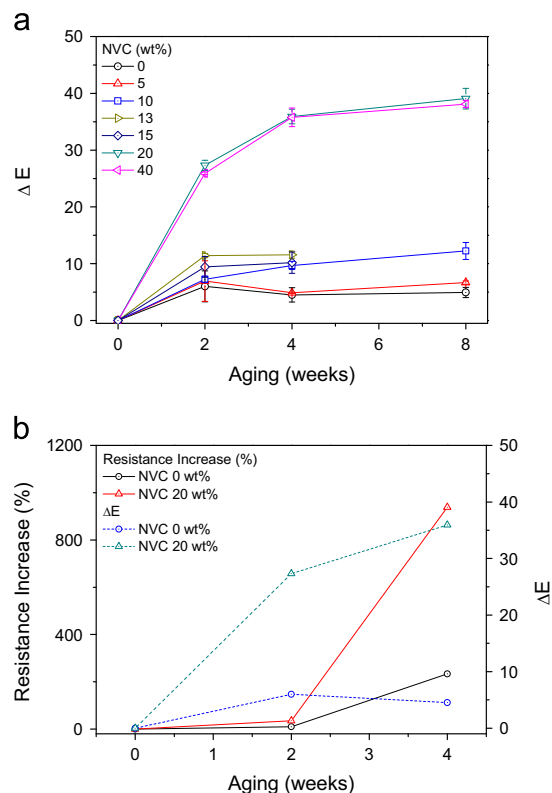 a
50
40
30
20
10
0
Δ E
NVC (wt%)
0
5
10
13
15
20
40
0 2 4 6 8
Aging (weeks)
b
1200
800
400
0
Resistance Increase (%)
Resistance Increase (%)
NVC 0 wt%
NVC 20 wt%
ΔE
NVC 0 wt%
NVC 20 wt%
50
40
30
20
10
0
ΔE
0 1 2 3 4
Aging (weeks)